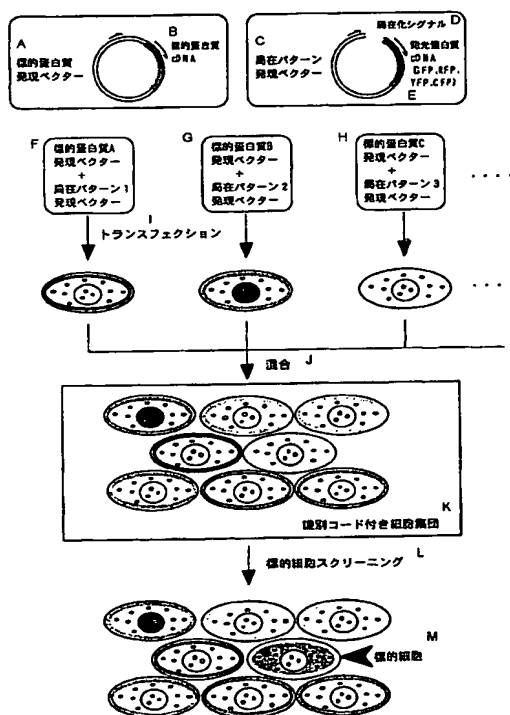 A
標的蛋白質
発現ベクター
B
標的蛋白質
cDNA
C
局在パターン
発現ベクター
局在化シグナル D
発光蛋白質
cDNA
(GFP,RFP,
YFP,CFP)
E
F
標的蛋白質A
発現ベクター
+
局在パターン1
発現ベクター
G
標的蛋白質B
発現ベクター
+
局在パターン2
発現ベクター
H
標的蛋白質C
発現ベクター
+
局在パターン3
発現ベクター
....
I
トランスフェクション
....
混合 J
K
識別コード付き細胞集団
標的細胞スクリーニング L
M
標的細胞